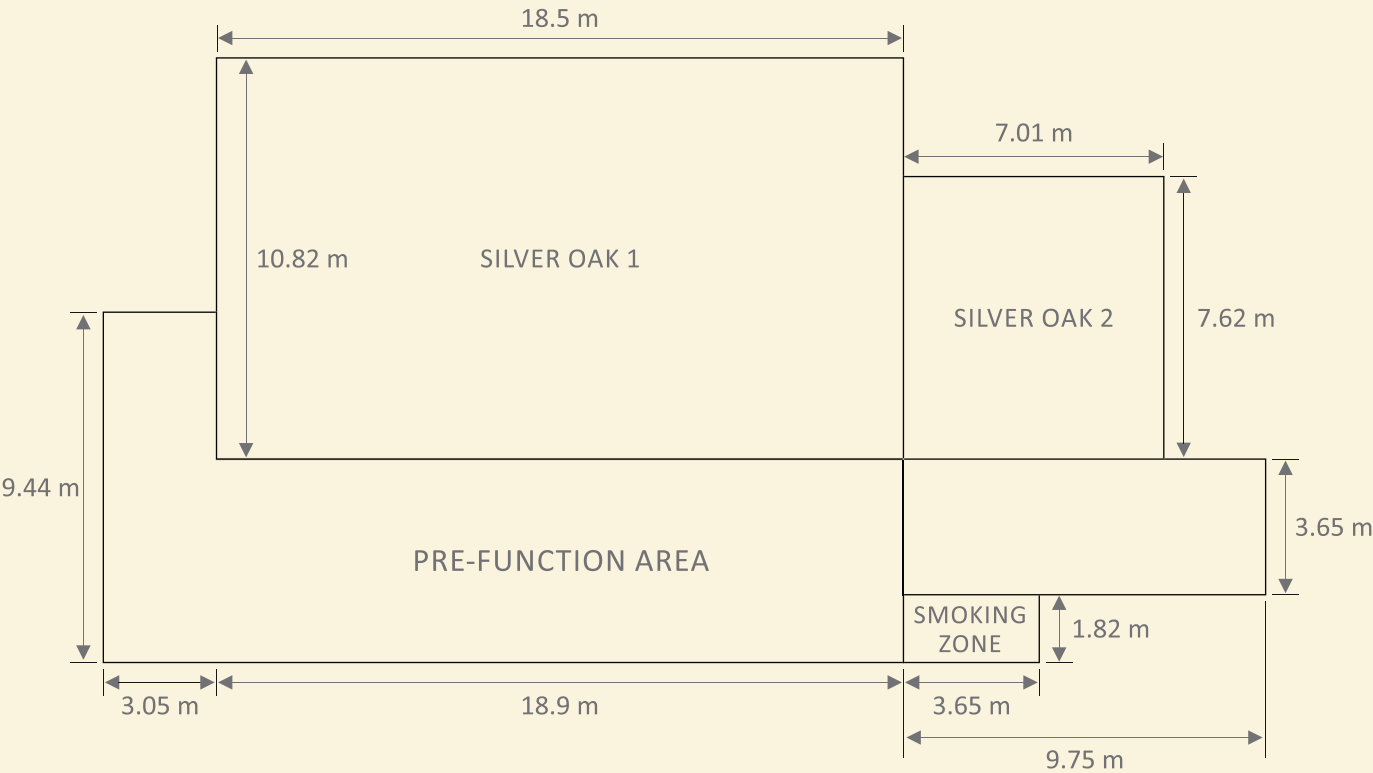 18.5 m
7.01 m
10.82 m
SILVER OAK 1
SILVER OAK 2
7.62 m
9.44 m
3.65 m
PRE-FUNCTION AREA
SMOKING
ZONE
1.82 m
3.05 m
18.9 m
3.65 m
9.75 m